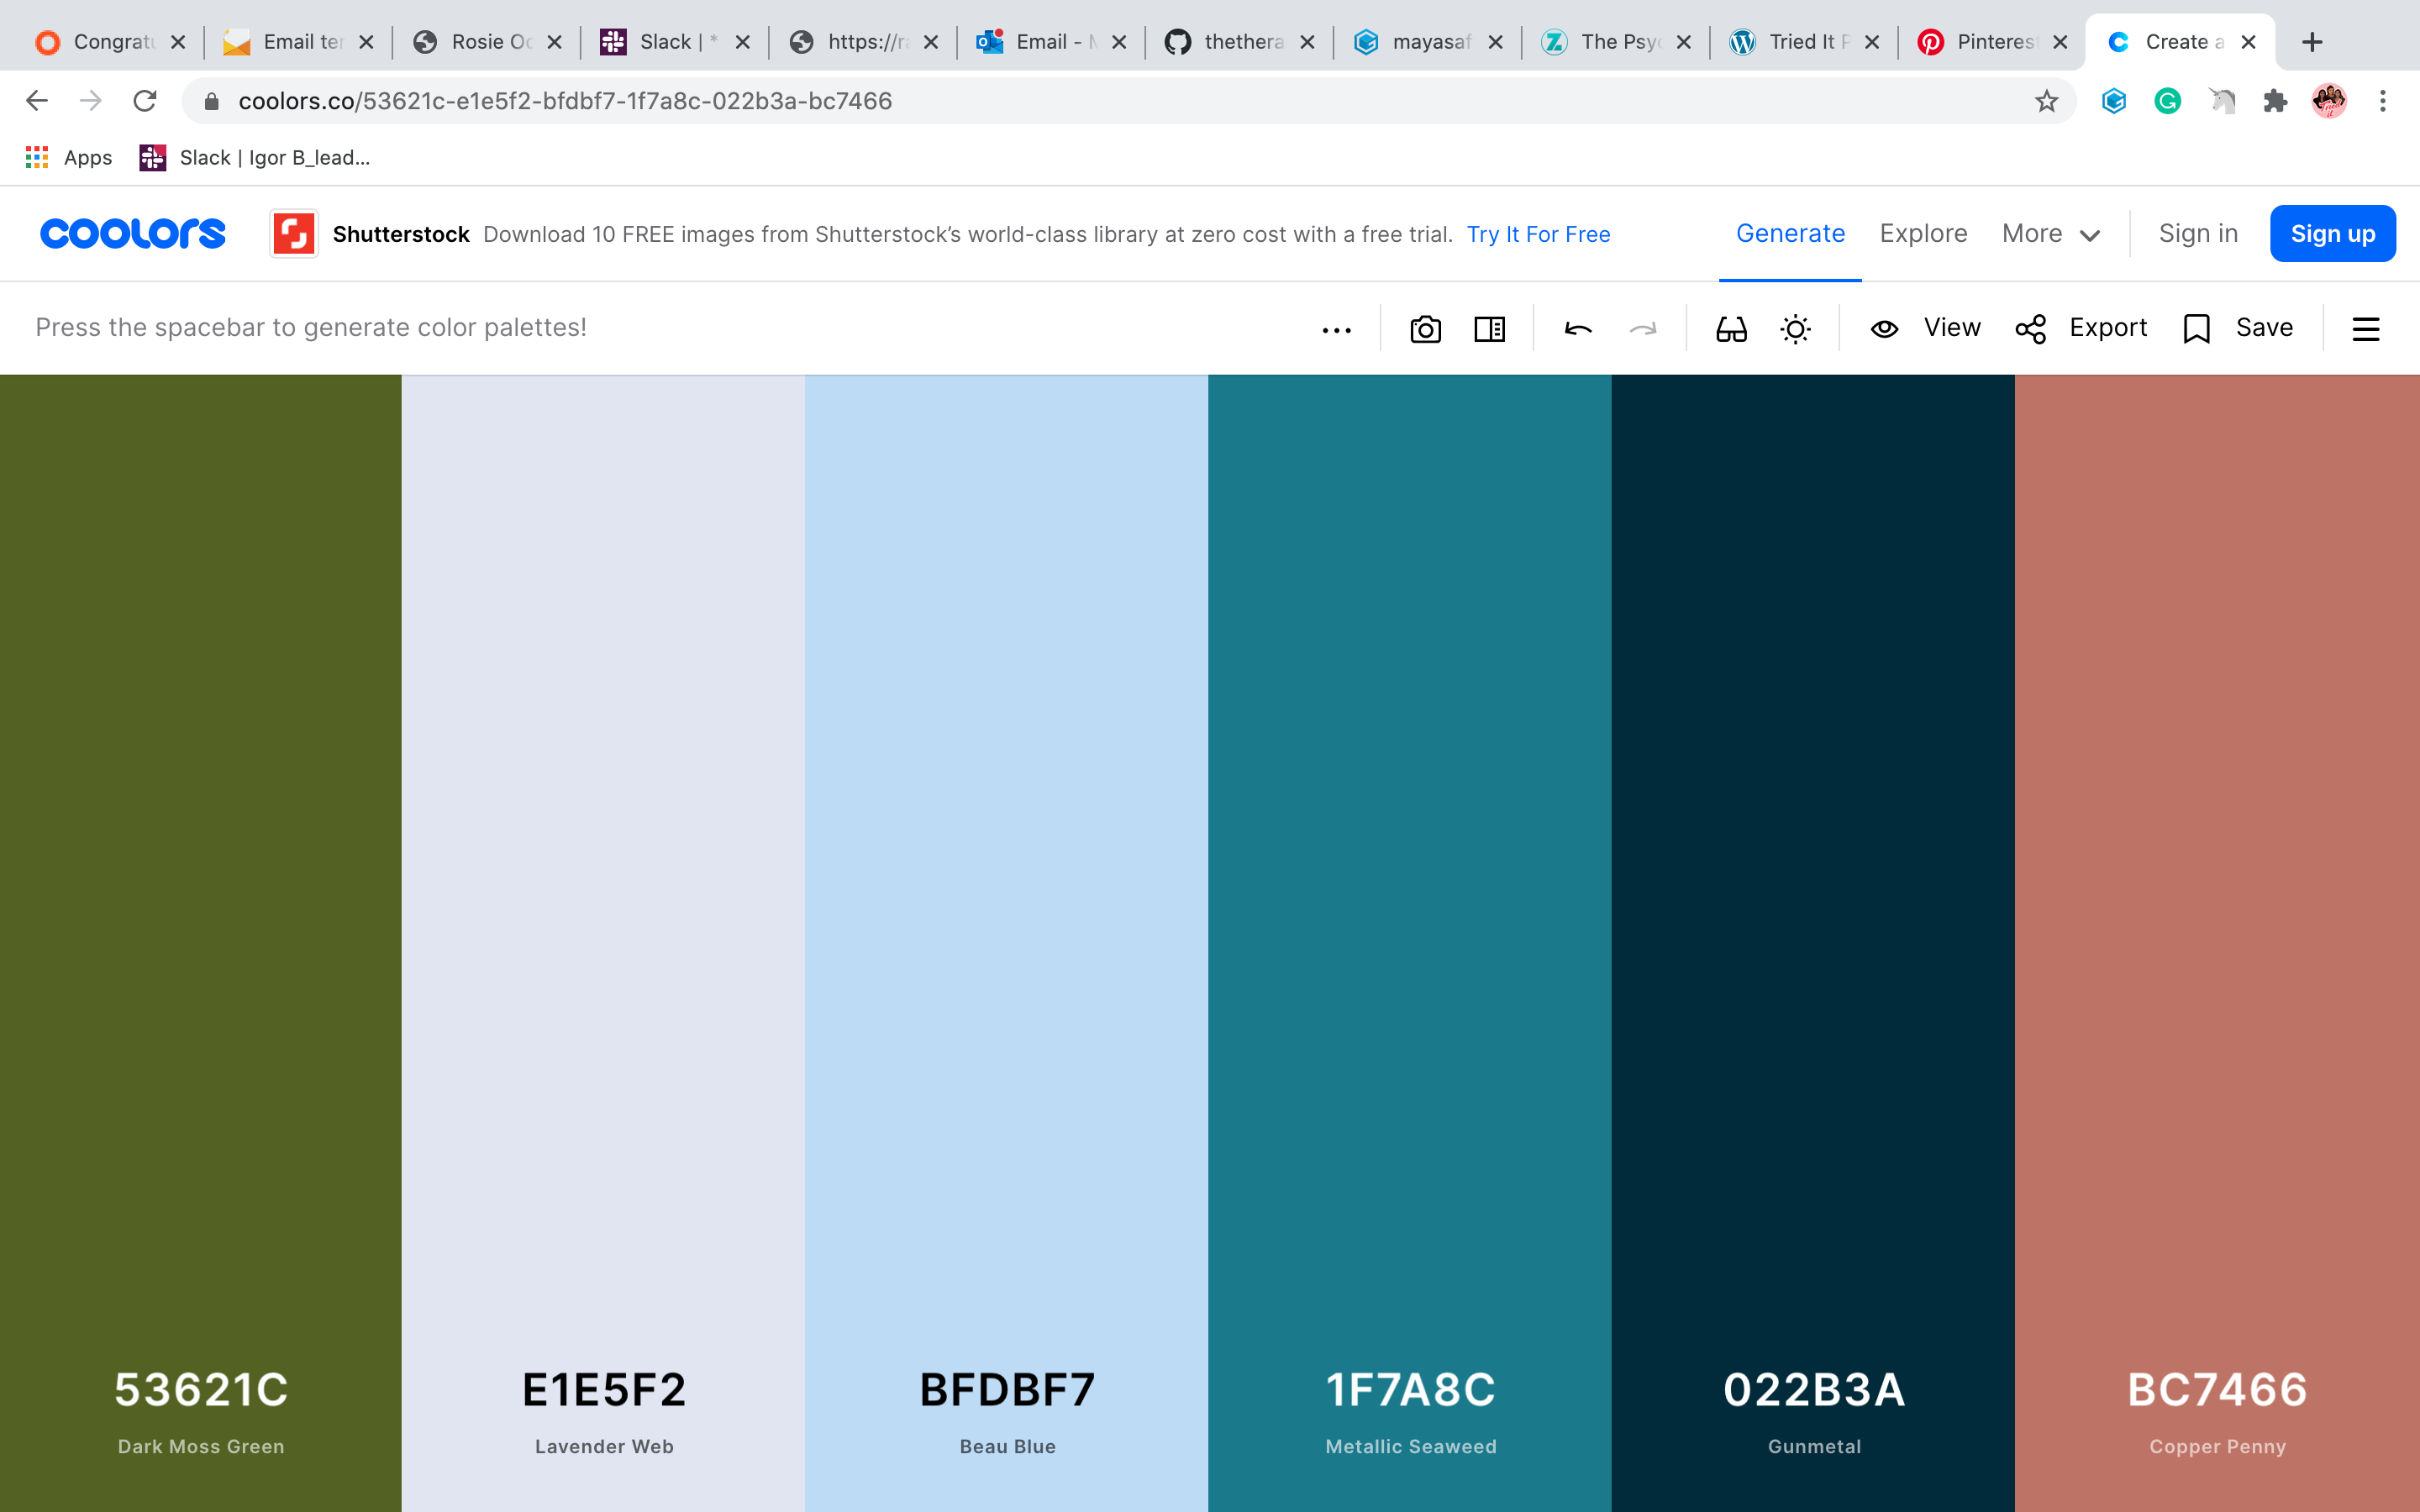 Congrat Email ter Rosie Oc Slack | * https://ra Email - M thethera mayasaf The Psyc Tried It P Pinteres Create a
coolors.co/53621c-e1e5f2-bfdbf7-1f7a8c-022b3a-bc7466
Apps Slack | Igor B_lead...
coolors Shutterstock Download 10 FREE images from Shutterstock’s world-class library at zero cost with a free trial. Try It For Free Generate Explore More Sign in Sign up
Press the spacebar to generate color palettes! View Export Save
53621C E1E5F2 BFDBF7 1F7A8C 022B3A BC7466
Dark Moss Green Lavender Web Beau Blue Metallic Seaweed Gunmetal Copper Penny